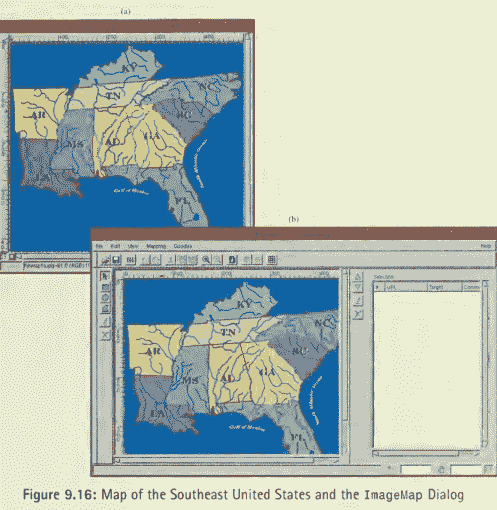 (a)
KY
NC
TN
AR
SC
MS
AL
GA
LA
FL
Gulf of Mexico
(b)
File Edit View Mapping Goodies Help
Selection
# URL Target
KY
NC
TN
AR
SC
MS
AL
GA
LA
FL
Gulf of Mexico
Figure 9.16: Map of the Southeast United States and the ImageMap Dialog